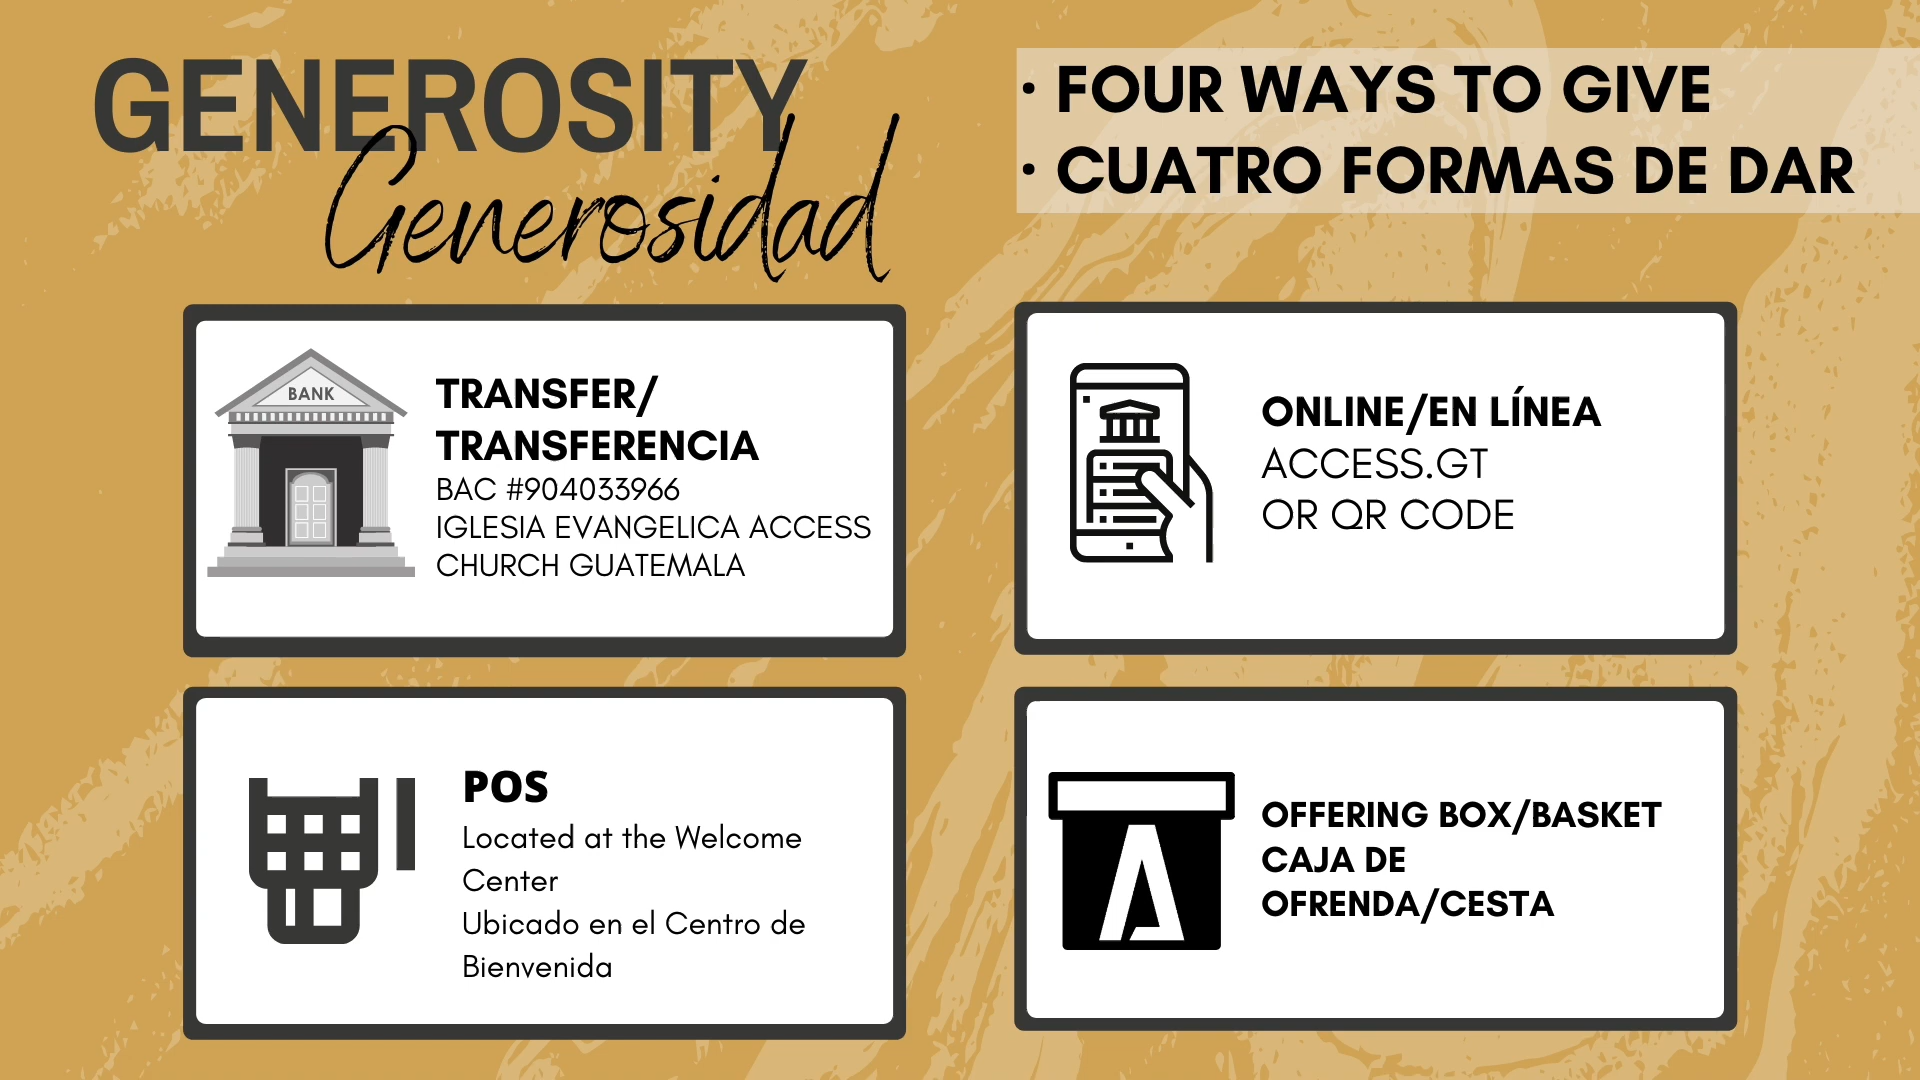 GENEROSITY
Generosidad
· FOUR WAYS TO GIVE
· CUATRO FORMAS DE DAR
BANK
TRANSFER/
TRANSFERENCIA
BAC #904033966
IGLESIA EVANGELICA ACCESS
CHURCH GUATEMALA
ONLINE/EN LÍNEA
ACCESS.GT
OR QR CODE
POS
Located at the Welcome
Center
Ubicado en el Centro de
Bienvenida
A
OFFERING BOX/BASKET
CAJA DE
OFRENDA/CESTA